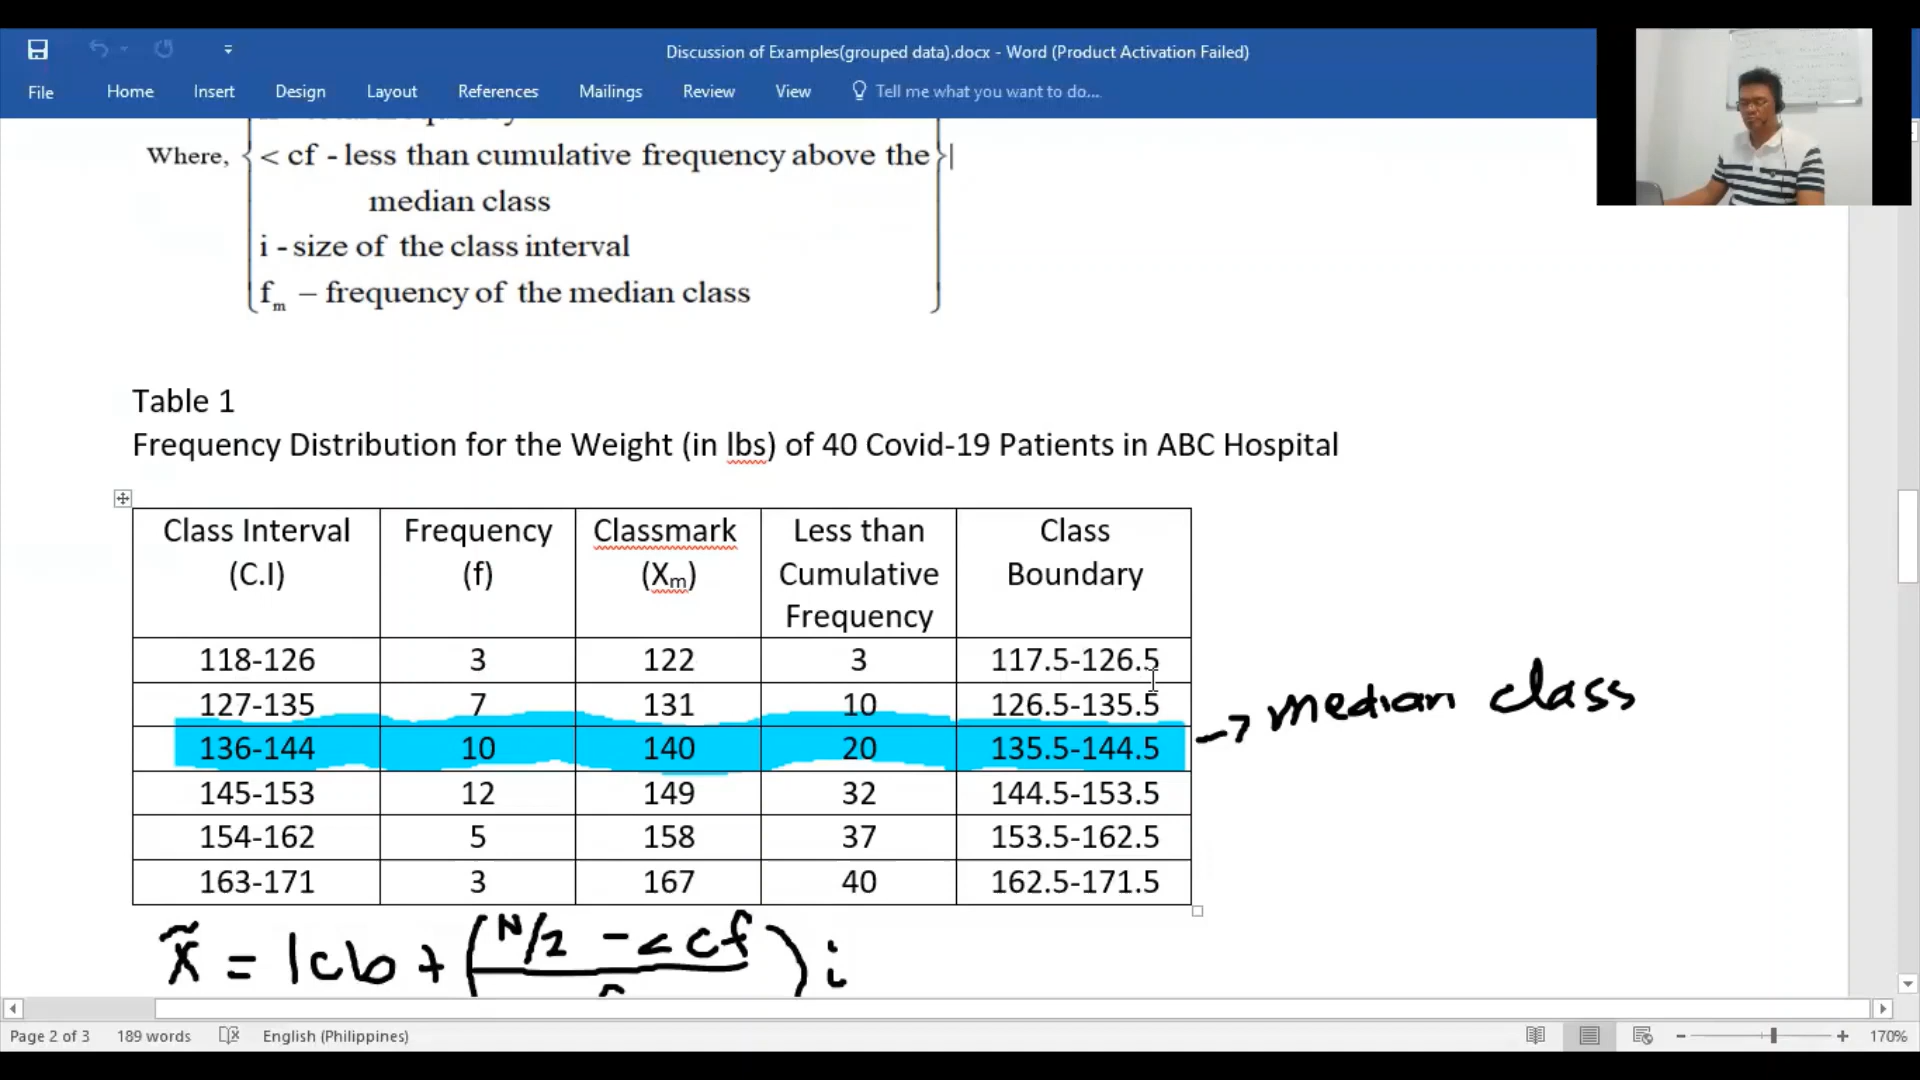 Discussion of Examples(grouped data).docx - Word (Product Activation Failed)
File Home Insert Design Layout References Mailings Review View Tell me what you want to do...
Where, < cf - less than cumulative frequency above the
median class
i - size of the class interval
fm – frequency of the median class
Table 1
Frequency Distribution for the Weight (in lbs) of 40 Covid-19 Patients in ABC Hospital
Class Interval Frequency Classmark Less than Class
(C.I) (f) (Xm) Cumulative Boundary
Frequency
118-126 3 122 3 117.5-126.5
127-135 7 131 10 126.5-135.5
136-144 10 140 20 135.5-144.5
median class
145-153 12 149 32 144.5-153.5
154-162 5 158 37 153.5-162.5
163-171 3 167 40 162.5-171.5
x̃ = lcb + (N/2 - <cf) i
Page 2 of 3 189 words English (Philippines) 170%